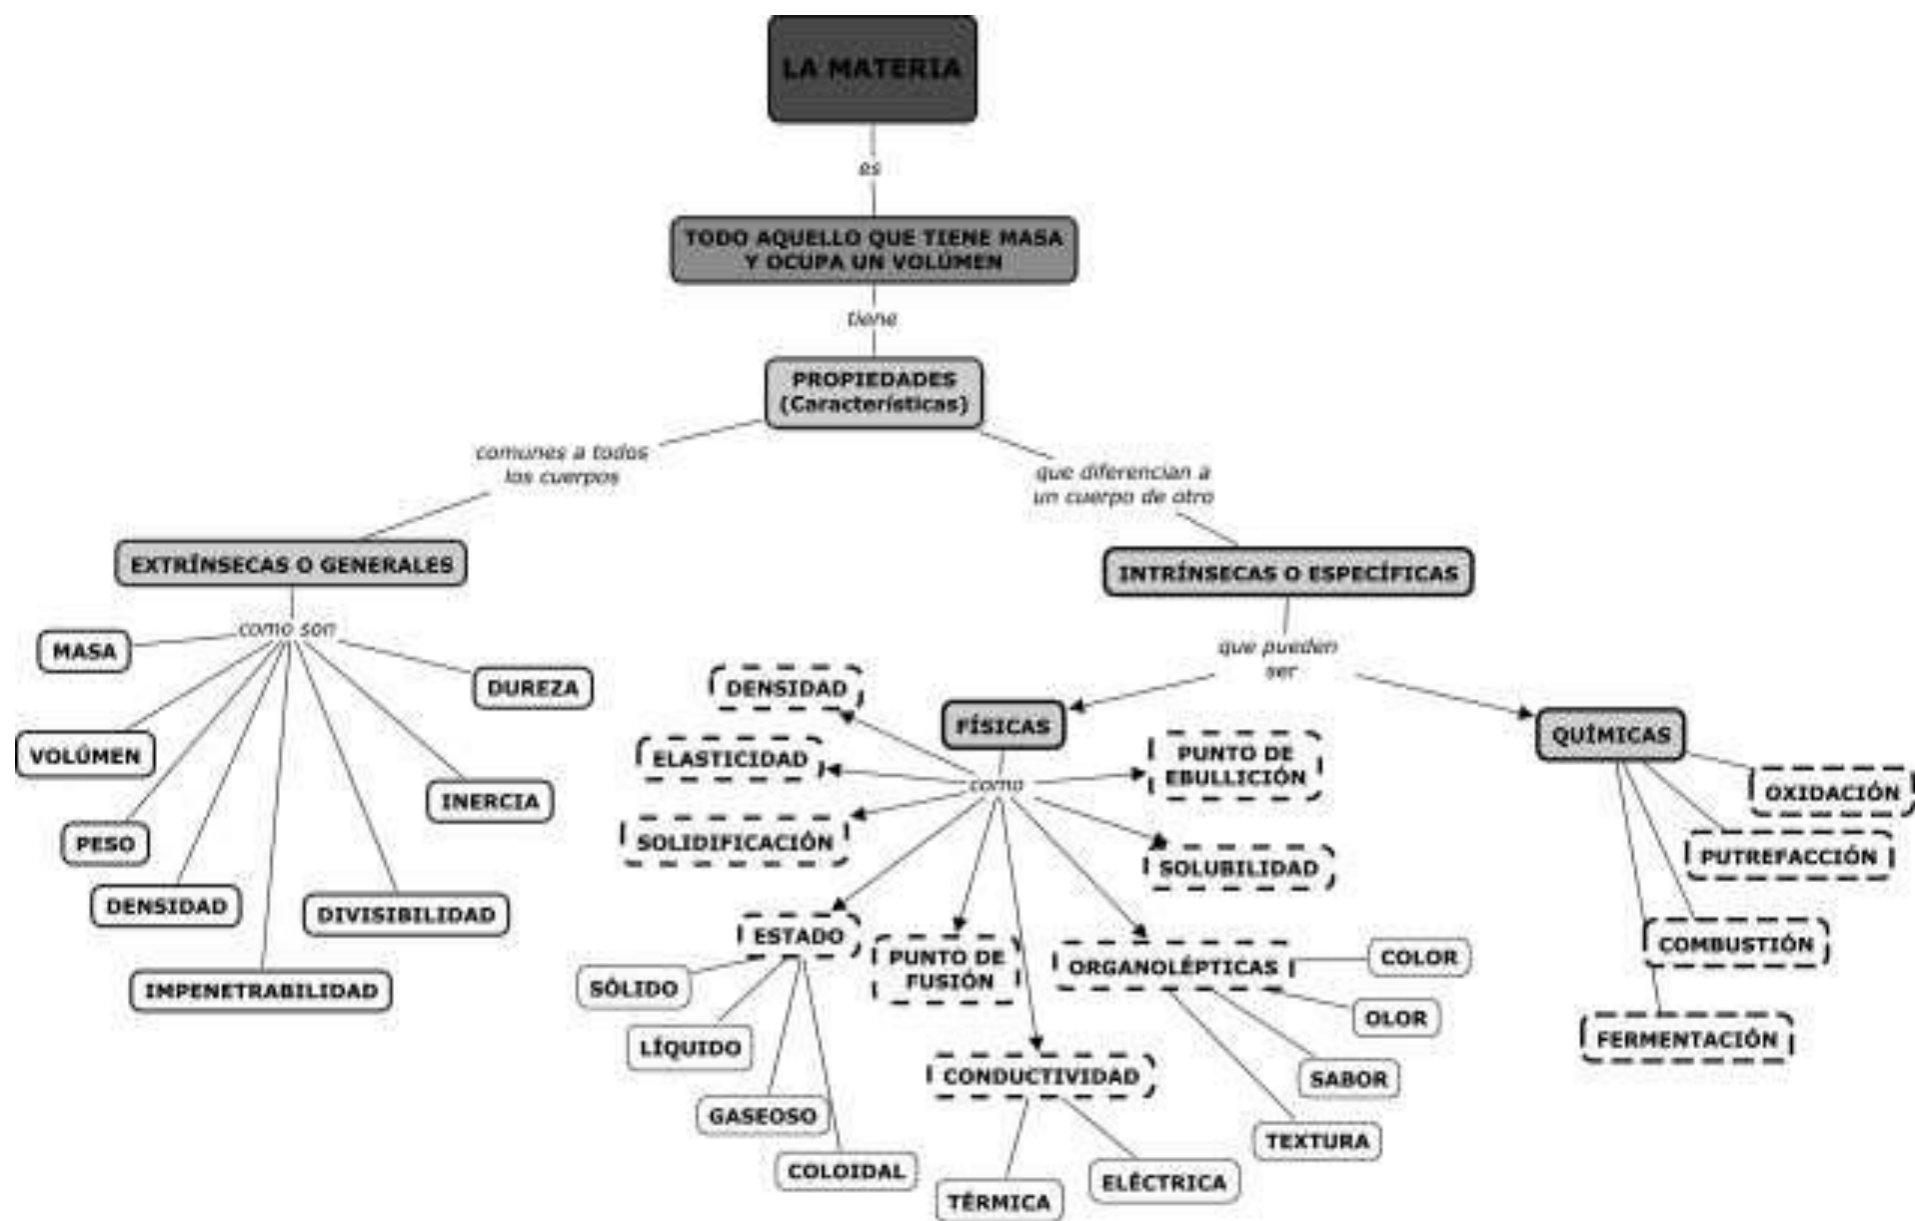 LA MATERIA
es
TODO AQUELLO QUE TIENE MASA
Y OCUPA UN VOLÚMEN
tiene
PROPIEDADES
(Características)
comunes a todos
los cuerpos
que diferencian a
un cuerpo de otro
EXTRÍNSECAS O GENERALES
INTRÍNSECAS O ESPECÍFICAS
como son
MASA
DUREZA
VOLÚMEN
INERCIA
PESO
DENSIDAD
DIVISIBILIDAD
IMPENETRABILIDAD
que pueden
ser
FÍSICAS
QUÍMICAS
como
DENSIDAD
ELASTICIDAD
PUNTO DE
EBULLICIÓN
SOLIDIFICACIÓN
SOLUBILIDAD
ESTADO
PUNTO DE
FUSIÓN
ORGANOLÉPTICAS
SÓLIDO
LÍQUIDO
GASEOSO
COLOIDAL
CONDUCTIVIDAD
TÉRMICA
ELÉCTRICA
COLOR
OLOR
SABOR
TEXTURA
OXIDACIÓN
PUTREFACCIÓN
COMBUSTIÓN
FERMENTACIÓN